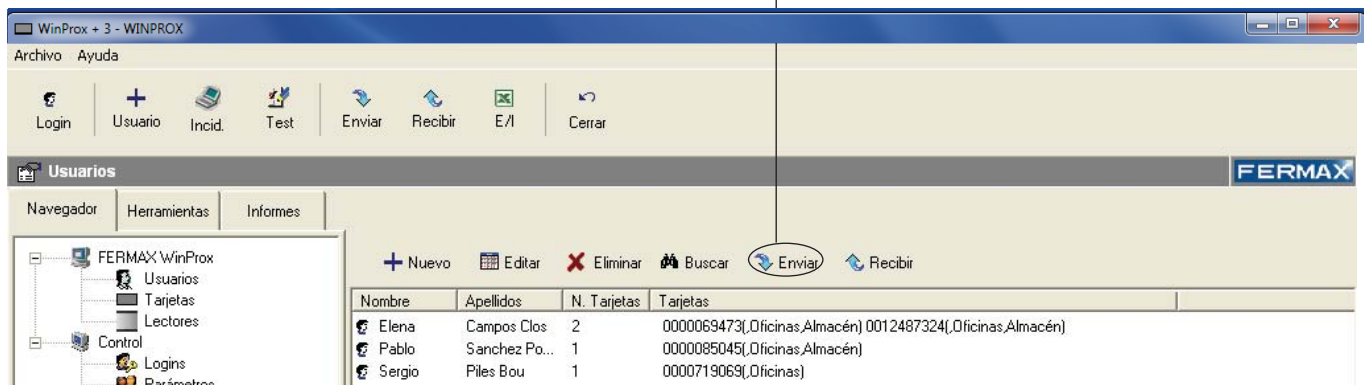 WinProx + 3 - WINPROX
Archivo Ayuda
Login Usuario Incid. Test Enviar Recibir E/I Cerrar
Usuarios FERMAX
Navegador Herramientas Informes
FERMAX WinProx
Usuarios
Tarjetas
Lectores
Control
Logins
Parámetros
Nuevo Editar Eliminar Buscar Enviar Recibir
Nombre Apellidos N. Tarjetas Tarjetas
Elena Campos Clos 2 0000069473(,Oficinas,Almacén) 0012487324(,Oficinas,Almacén)
Pablo Sanchez Po... 1 0000085045(,Oficinas,Almacén)
Sergio Piles Bou 1 0000719069(,Oficinas)